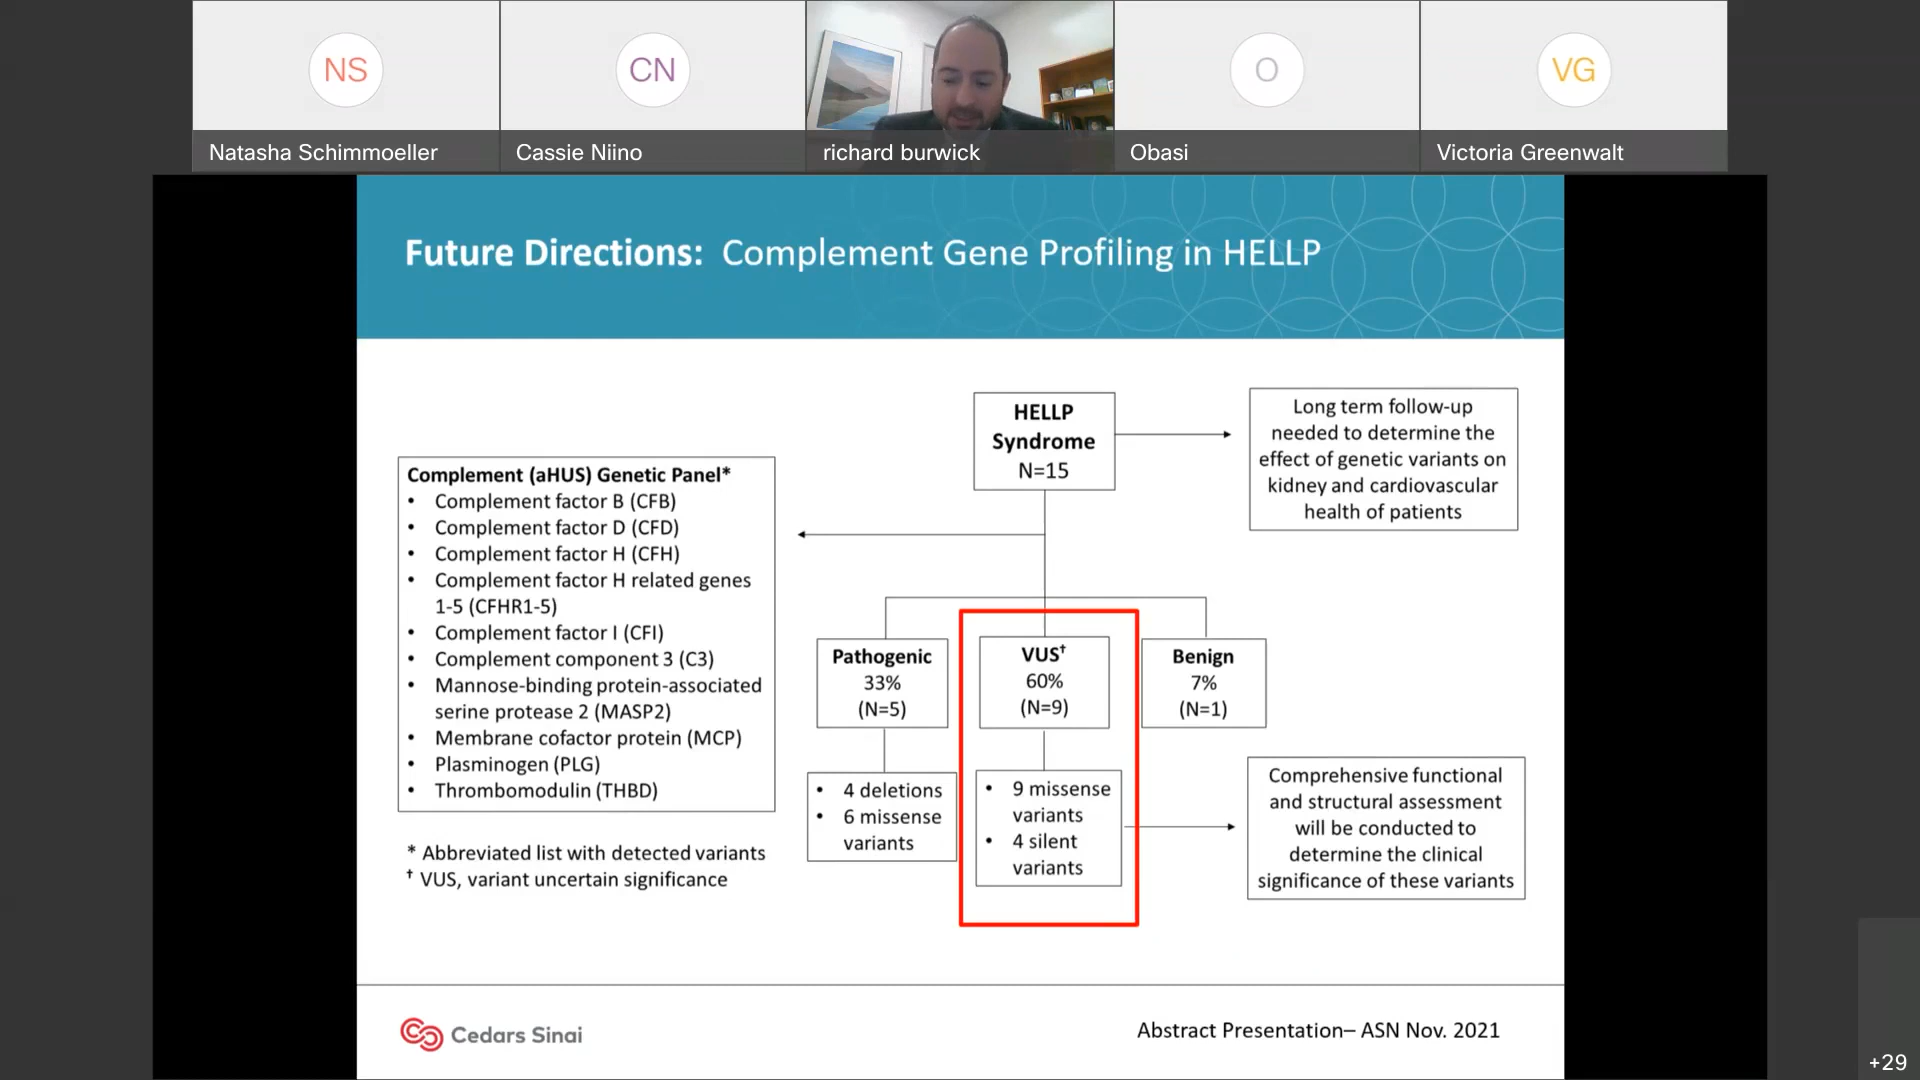 NS
CN
O
VG
Natasha Schimmoeller
Cassie Niino
richard burwick
Obasi
Victoria Greenwalt
Future Directions: Complement Gene Profiling in HELLP
HELLP
Syndrome
N=15
Long term follow-up
needed to determine the
effect of genetic variants on
kidney and cardiovascular
health of patients
Complement (aHUS) Genetic Panel*
• Complement factor B (CFB)
• Complement factor D (CFD)
• Complement factor H (CFH)
• Complement factor H related genes
1-5 (CFHR1-5)
• Complement factor I (CFI)
• Complement component 3 (C3)
• Mannose-binding protein-associated
serine protease 2 (MASP2)
• Membrane cofactor protein (MCP)
• Plasminogen (PLG)
• Thrombomodulin (THBD)
* Abbreviated list with detected variants
† VUS, variant uncertain significance
Pathogenic
33%
(N=5)
VUS†
60%
(N=9)
Benign
7%
(N=1)
• 4 deletions
• 6 missense
variants
• 9 missense
variants
• 4 silent
variants
Comprehensive functional
and structural assessment
will be conducted to
determine the clinical
significance of these variants
Cedars Sinai
Abstract Presentation– ASN Nov. 2021
+29